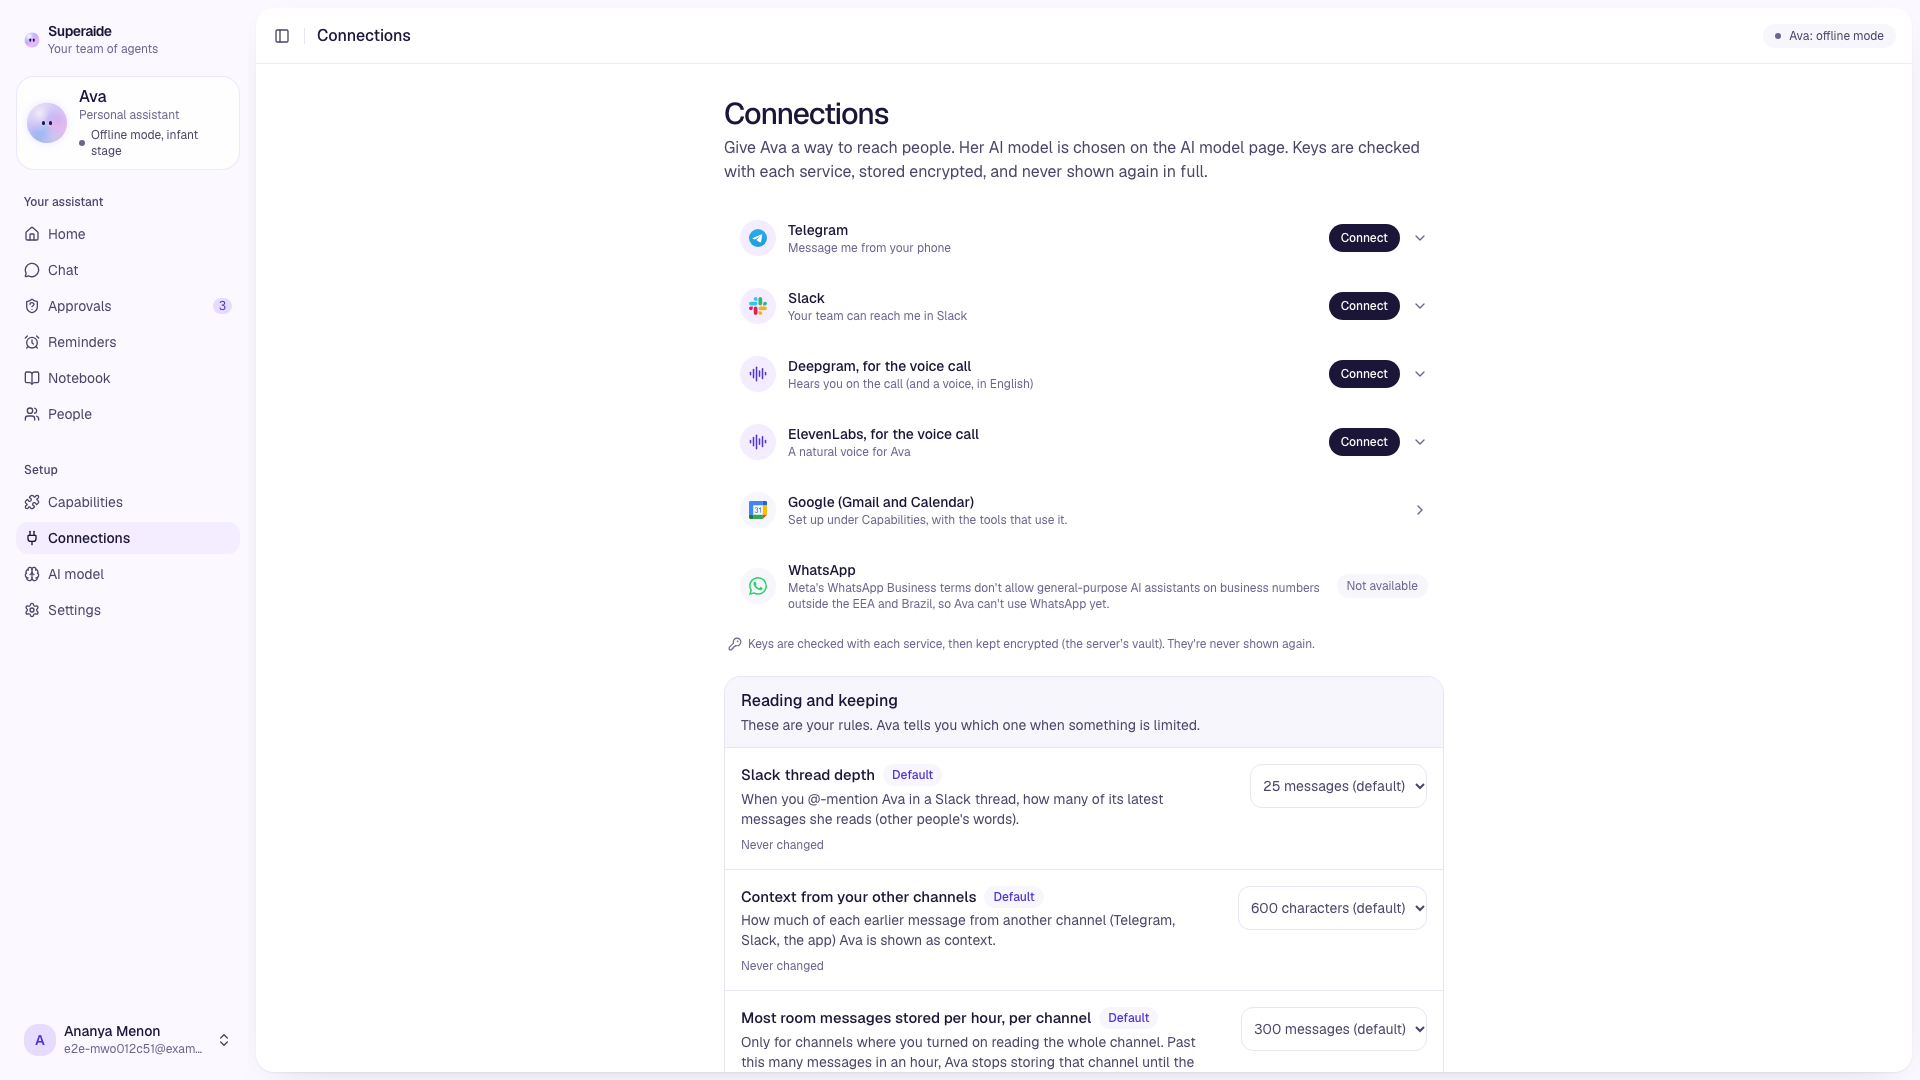 Superaide
Your team of agents
Ava
Personal assistant
Offline mode, infant
stage
Your assistant
Home
Chat
Approvals
3
Reminders
Notebook
People
Setup
Capabilities
Connections
AI model
Settings
A
Ananya Menon
e2e-mwo012c51@exam...
Connections
Ava: offline mode
Connections
Give Ava a way to reach people. Her AI model is chosen on the AI model page. Keys are checked
with each service, stored encrypted, and never shown again in full.
Telegram
Message me from your phone
Connect
Slack
Your team can reach me in Slack
Connect
Deepgram, for the voice call
Hears you on the call (and a voice, in English)
Connect
ElevenLabs, for the voice call
A natural voice for Ava
Connect
31
Google (Gmail and Calendar)
Set up under Capabilities, with the tools that use it.
WhatsApp
Meta's WhatsApp Business terms don't allow general-purpose AI assistants on business numbers
outside the EEA and Brazil, so Ava can't use WhatsApp yet.
Not available
Keys are checked with each service, then kept encrypted (the server's vault). They're never shown again.
Reading and keeping
These are your rules. Ava tells you which one when something is limited.
Slack thread depth
Default
When you @-mention Ava in a Slack thread, how many of its latest
messages she reads (other people's words).
Never changed
25 messages (default)
Context from your other channels
Default
How much of each earlier message from another channel (Telegram,
Slack, the app) Ava is shown as context.
Never changed
600 characters (default)
Most room messages stored per hour, per channel
Default
Only for channels where you turned on reading the whole channel. Past
this many messages in an hour, Ava stops storing that channel until the
300 messages (default)